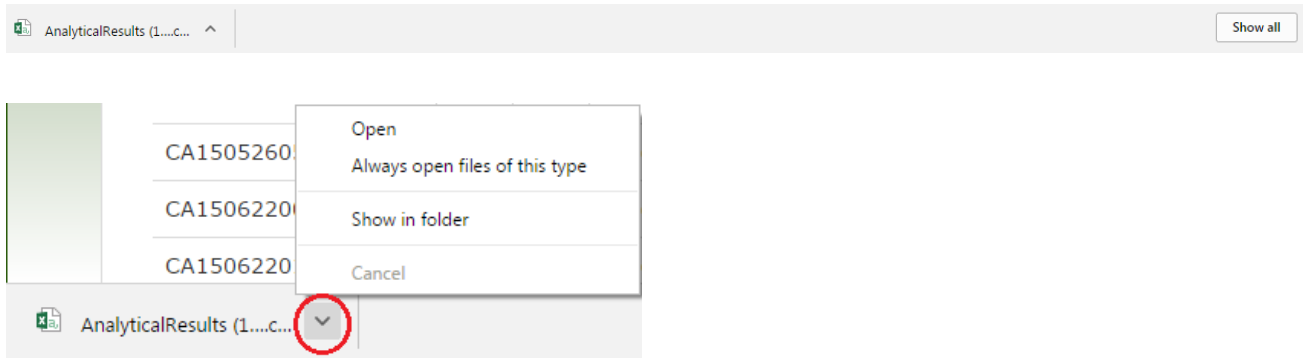 AnalyticalResults (1....c...
Show all
Open
CA15052605
Always open files of this type
CA1506220
Show in folder
CA1506220
Cancel
AnalyticalResults (1....c...